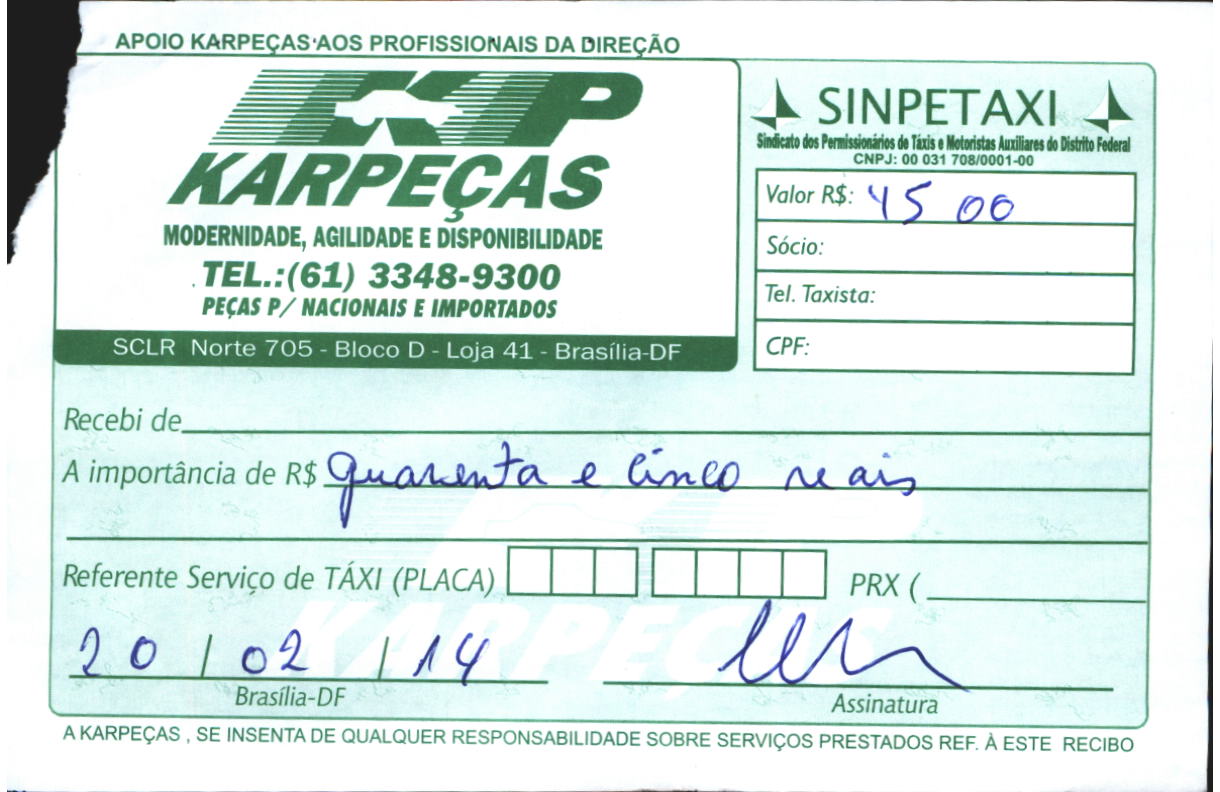 APOIO KARPEÇAS AOS PROFISSIONAIS DA DIREÇÃO
KP
KARPEÇAS
MODERNIDADE, AGILIDADE E DISPONIBILIDADE
TEL.:(61) 3348-9300
PEÇAS P/ NACIONAIS E IMPORTADOS
SCLR Norte 705 - Bloco D - Loja 41 - Brasília-DF
SINPETAXI
Sindicato dos Permissionários de Táxis e Motoristas Auxiliares do Distrito Federal
CNPJ: 00 031 708/0001-00
Valor R$: 45 00
Sócio:
Tel. Taxista:
CPF:
Recebi de
A importância de R$ quarenta e cinco reais
Referente Serviço de TÁXI (PLACA) PRX (
20 / 02 / 14
Brasília-DF
Assinatura
A KARPEÇAS , SE INSENTA DE QUALQUER RESPONSABILIDADE SOBRE SERVIÇOS PRESTADOS REF. À ESTE RECIBO